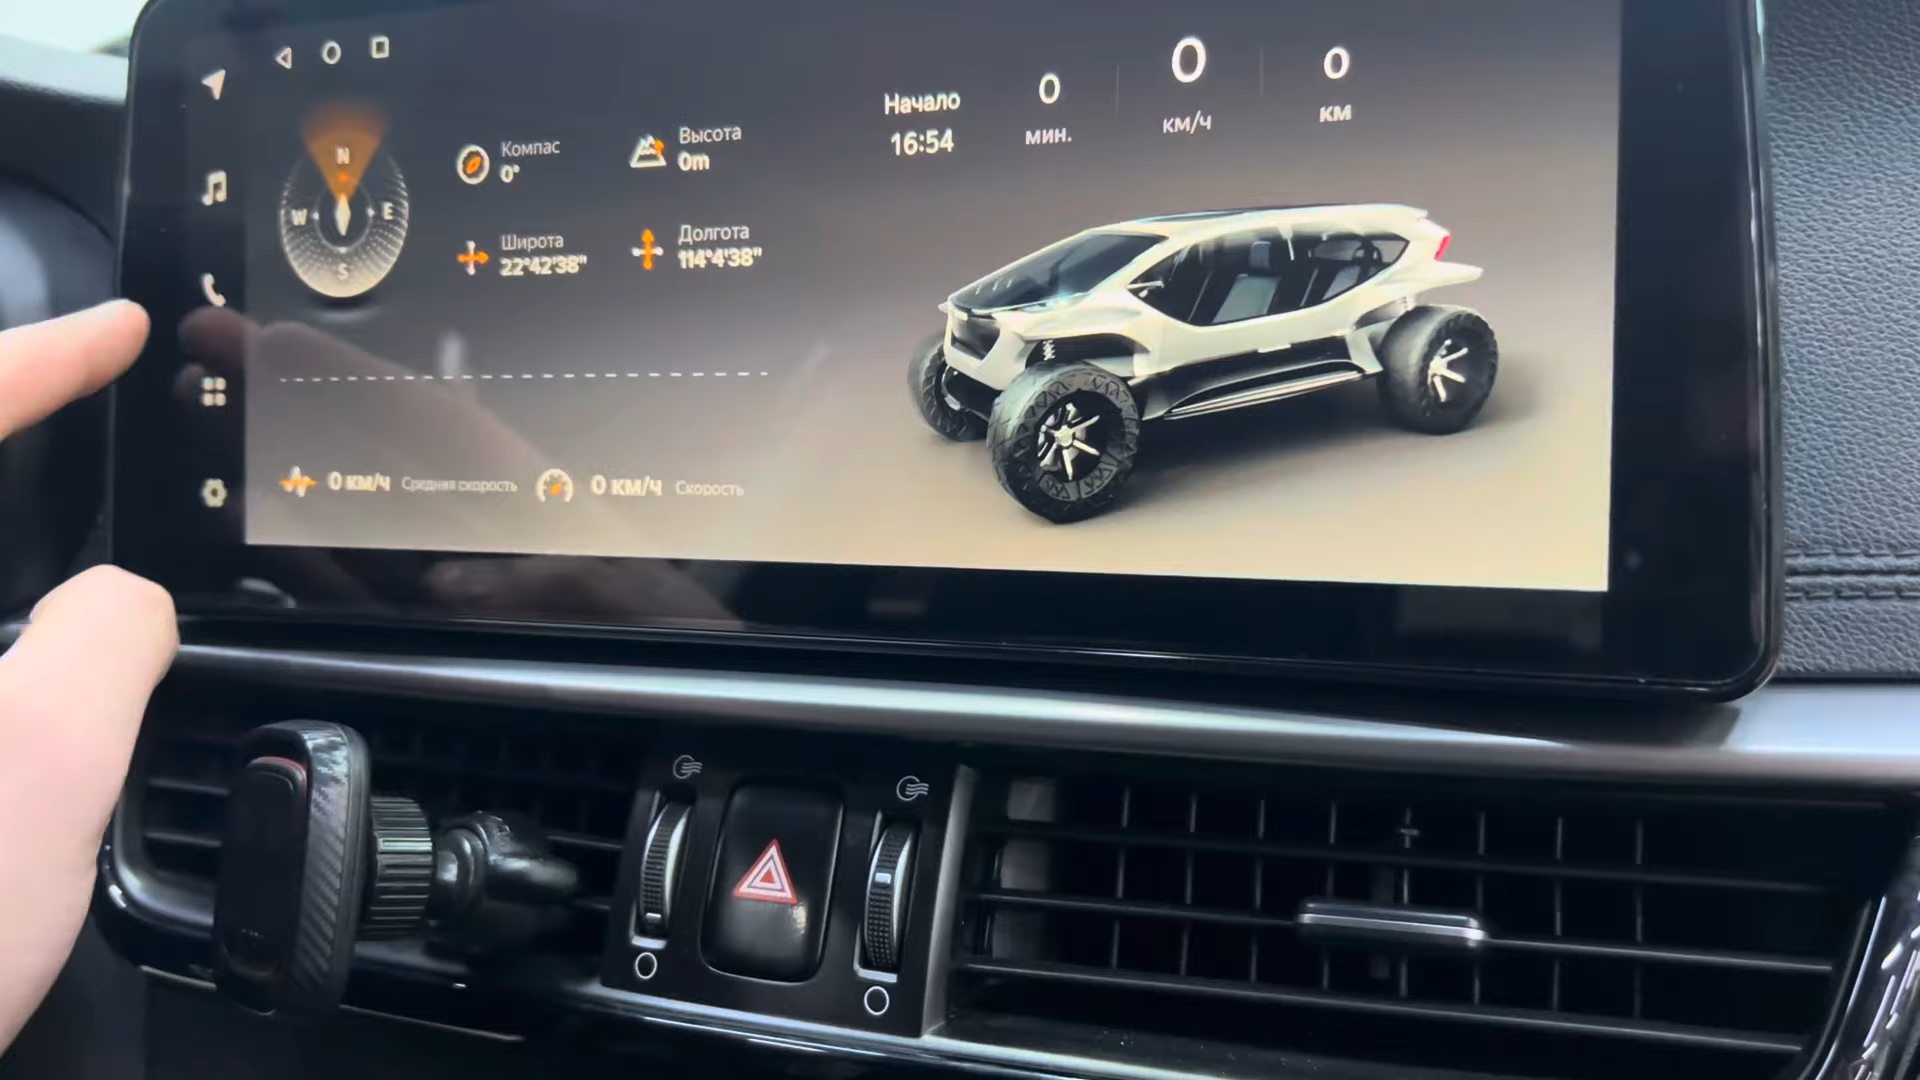 Начало
16:54
0
мин.
0
км/ч
0
км
N
W
E
S
Компас
0°
Высота
0m
Широта
22°42'38"
Долгота
114°4'38"
0 км/ч Средняя скорость
0 км/ч Скорость